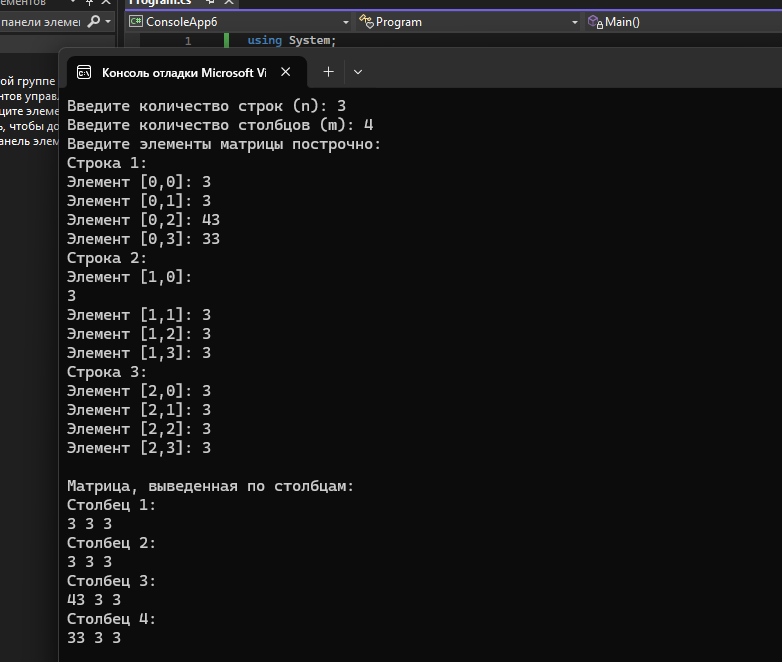 Program.cs
панели элеме
ConsoleApp6
Program
Main()
1
using System;
ой группе
нтов управл
щите элеме
ь, чтобы до
анель элем
Консоль отладки Microsoft Vi
Введите количество строк (n): 3
Введите количество столбцов (m): 4
Введите элементы матрицы построчно:
Строка 1:
Элемент [0,0]: 3
Элемент [0,1]: 3
Элемент [0,2]: 43
Элемент [0,3]: 33
Строка 2:
Элемент [1,0]:
3
Элемент [1,1]: 3
Элемент [1,2]: 3
Элемент [1,3]: 3
Строка 3:
Элемент [2,0]: 3
Элемент [2,1]: 3
Элемент [2,2]: 3
Элемент [2,3]: 3
Матрица, выведенная по столбцам:
Столбец 1:
3 3 3
Столбец 2:
3 3 3
Столбец 3:
43 3 3
Столбец 4:
33 3 3